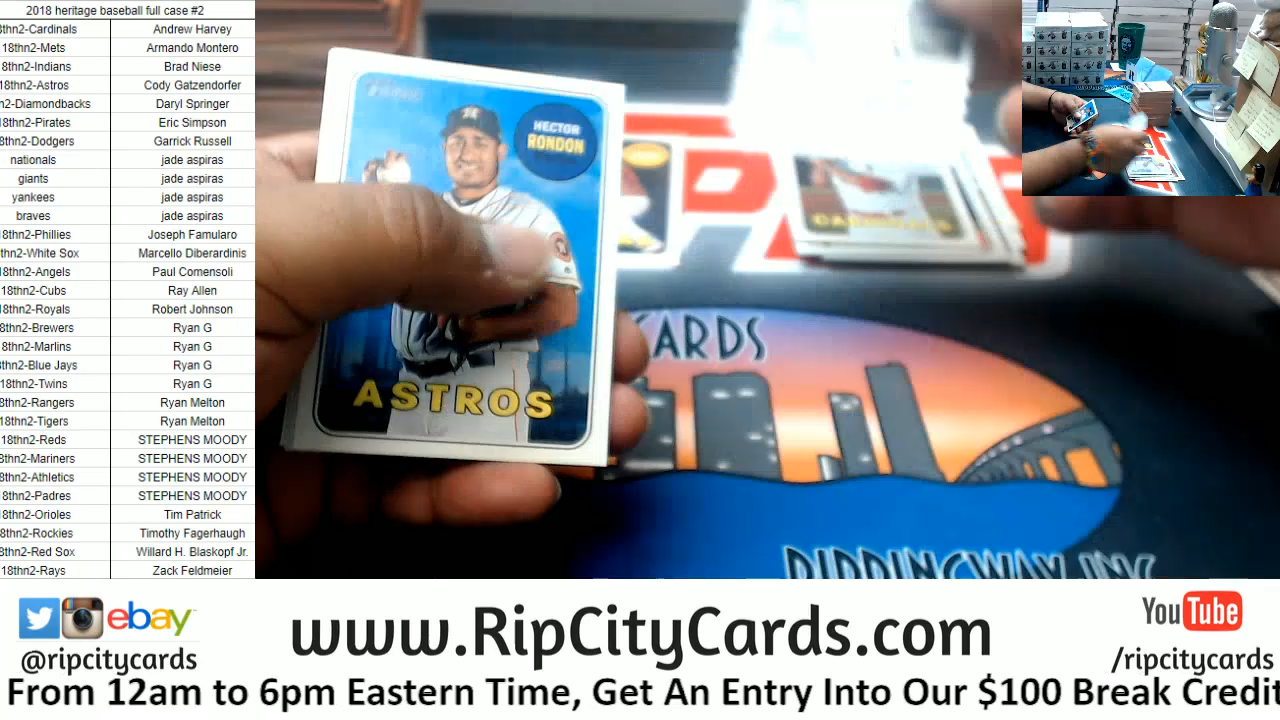 2018 heritage baseball full case #2
8thn2-Cardinals Andrew Harvey
18thn2-Mets Armando Montero
8thn2-Indians Brad Niese
18thn2-Astros Cody Gatzendorfer
n2-Diamondbacks Daryl Springer
8thn2-Pirates Eric Simpson
8thn2-Dodgers Garrick Russell
nationals jade aspiras
giants jade aspiras
yankees jade aspiras
braves jade aspiras
18thn2-Phillies Joseph Famularo
thn2-White Sox Marcello Diberardinis
18thn2-Angels Paul Comensoli
18thn2-Cubs Ray Allen
18thn2-Royals Robert Johnson
8thn2-Brewers Ryan G
18thn2-Marlins Ryan G
thn2-Blue Jays Ryan G
18thn2-Twins Ryan G
8thn2-Rangers Ryan Melton
18thn2-Tigers Ryan Melton
18thn2-Reds STEPHENS MOODY
8thn2-Mariners STEPHENS MOODY
8thn2-Athletics STEPHENS MOODY
8thn2-Padres STEPHENS MOODY
18thn2-Orioles Tim Patrick
8thn2-Rockies Timothy Fagerhaugh
8thn2-Red Sox Willard H. Blaskopf Jr.
18thn2-Rays Zack Feldmeier
HECTOR
RONDON
ASTROS
CARDINALS
CARDS
RIPPINGWAY INC
ebay
@ripcitycards
www.RipCityCards.com
YouTube
/ripcitycards
From 12am to 6pm Eastern Time, Get An Entry Into Our $100 Break Credit